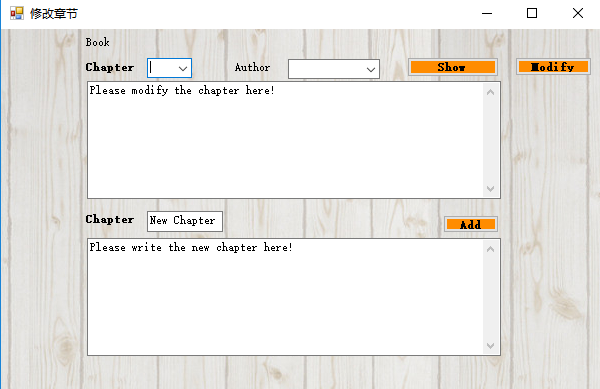 修改章节
Book
Chapter Author Show Modify
Please modify the chapter here!
Chapter New Chapter Add
Please write the new chapter here!